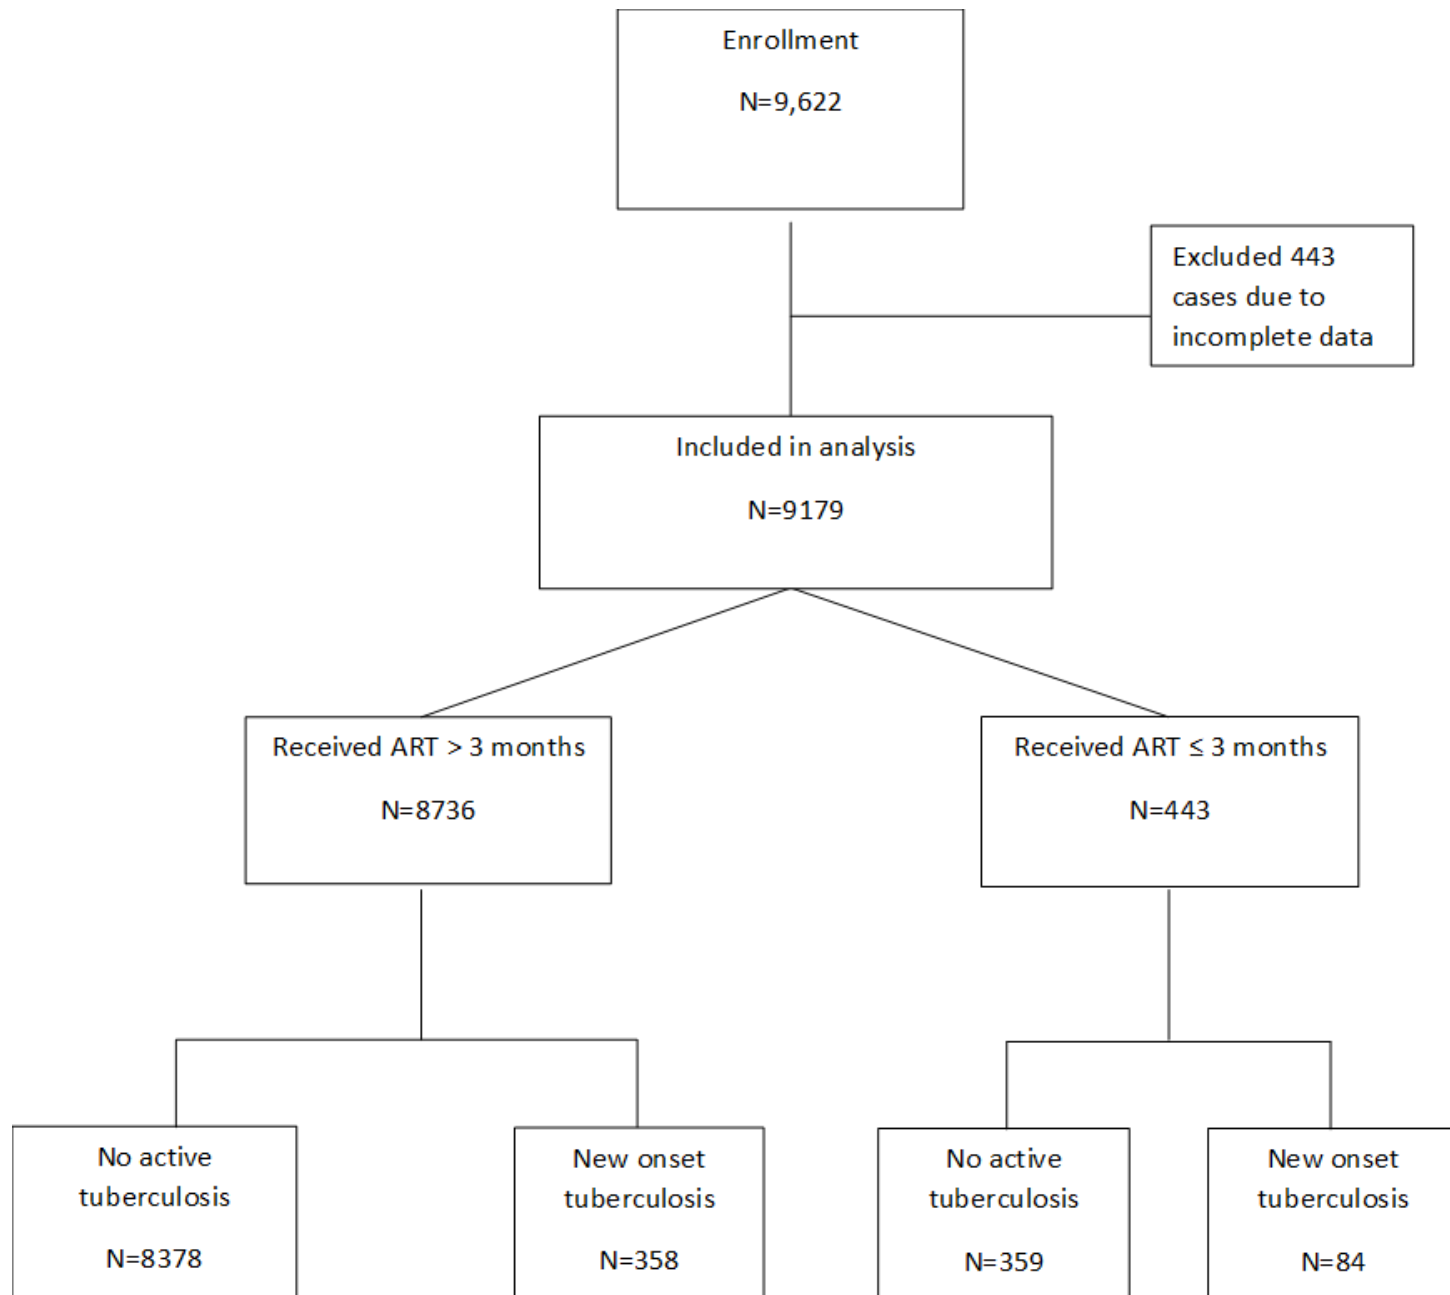 Enrollment
N=9,622
Excluded 443
cases due to
incomplete data
Included in analysis
N=9179
Received ART > 3 months
N=8736
Received ART ≤ 3 months
N=443
No active
tuberculosis
N=8378
New onset
tuberculosis
N=358
No active
tuberculosis
N=359
New onset
tuberculosis
N=84